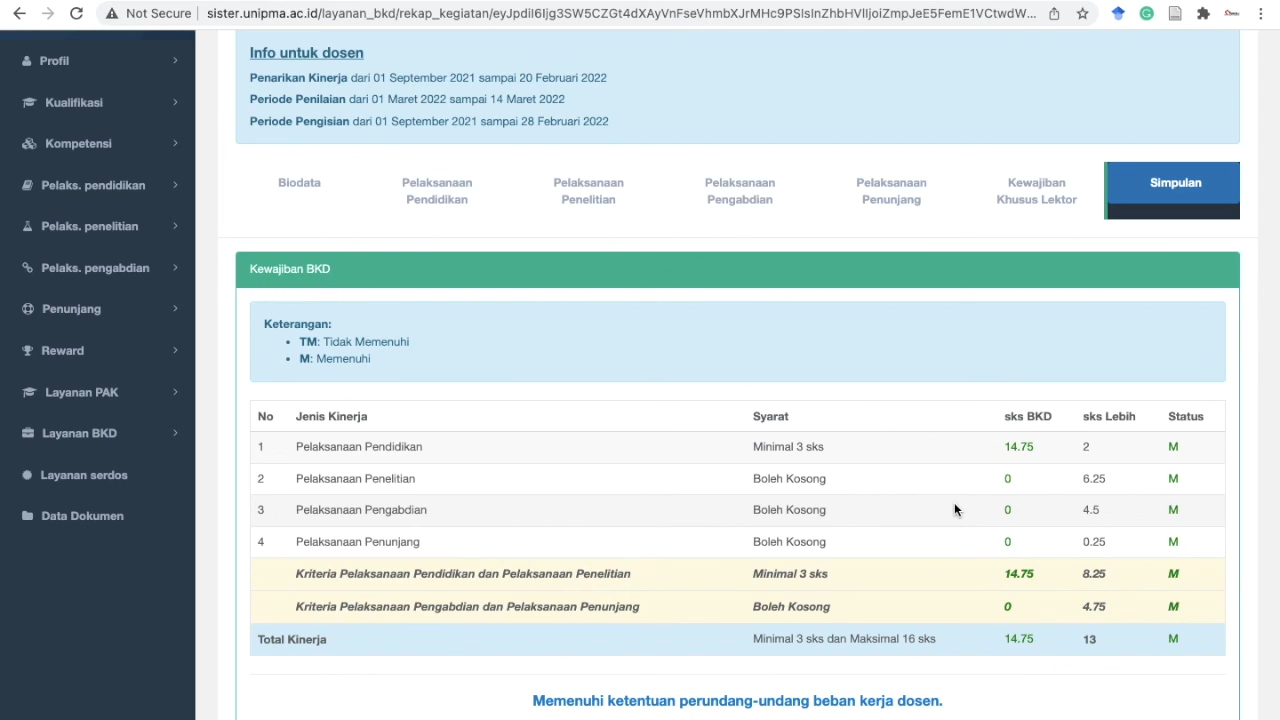 Not Secure
sister.unipma.ac.id/layanan_bkd/rekap_kegiatan/
Profil
Kualifikasi
Kompetensi
Pelaks. pendidikan
Pelaks. penelitian
Pelaks. pengabdian
Penunjang
Reward
Layanan PAK
Layanan BKD
Layanan serdos
Data Dokumen
Info untuk dosen
Penarikan Kinerja dari 01 September 2021 sampai 20 Februari 2022
Periode Penilaian dari 01 Maret 2022 sampai 14 Maret 2022
Periode Pengisian dari 01 September 2021 sampai 28 Februari 2022
Biodata
Pelaksanaan
Pendidikan
Pelaksanaan
Penelitian
Pelaksanaan
Pengabdian
Pelaksanaan
Penunjang
Kewajiban
Khusus Lektor
Simpulan
Kewajiban BKD
Keterangan:
• TM: Tidak Memenuhi
• M: Memenuhi
No Jenis Kinerja Syarat sks BKD sks Lebih Status
1 Pelaksanaan Pendidikan Minimal 3 sks 14.75 2 M
2 Pelaksanaan Penelitian Boleh Kosong 0 6.25 M
3 Pelaksanaan Pengabdian Boleh Kosong 0 4.5 M
4 Pelaksanaan Penunjang Boleh Kosong 0 0.25 M
Kriteria Pelaksanaan Pendidikan dan Pelaksanaan Penelitian Minimal 3 sks 14.75 8.25 M
Kriteria Pelaksanaan Pengabdian dan Pelaksanaan Penunjang Boleh Kosong 0 4.75 M
Total Kinerja Minimal 3 sks dan Maksimal 16 sks 14.75 13 M
Memenuhi ketentuan perundang-undang beban kerja dosen.